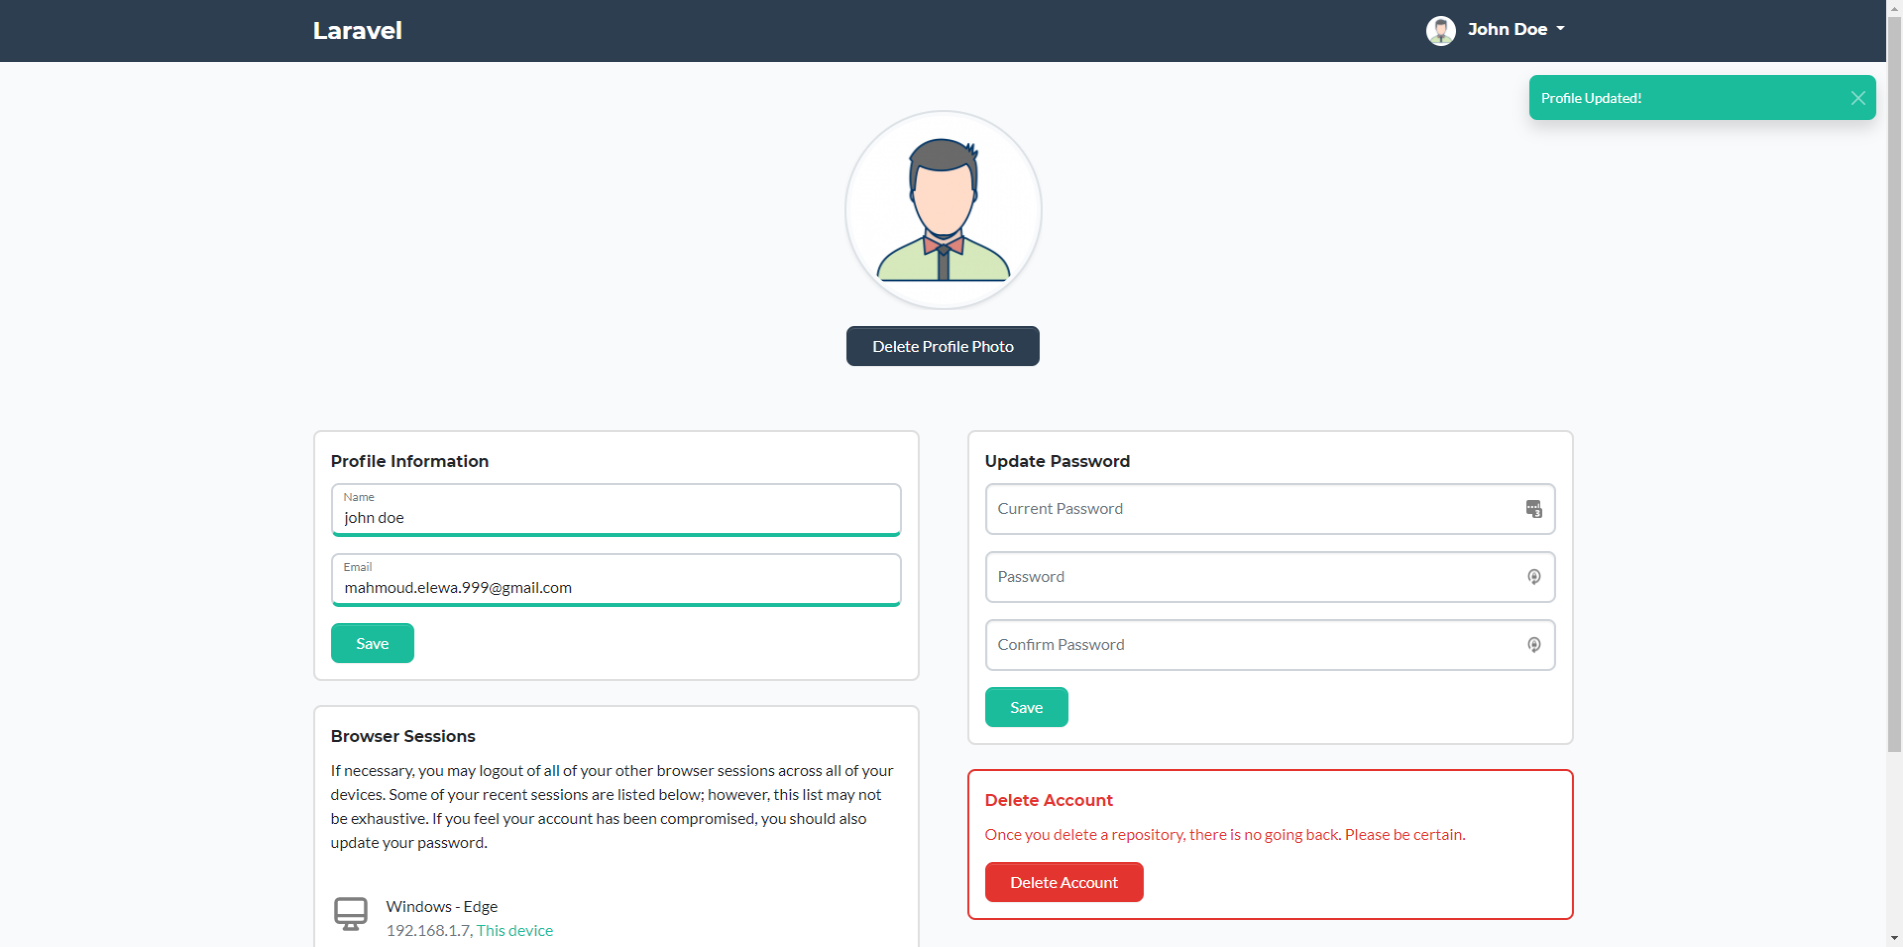 Laravel
John Doe
Profile Updated!
Delete Profile Photo
Profile Information
Name
john doe
Email
mahmoud.elewa.999@gmail.com
Save
Update Password
Current Password
3
Password
Confirm Password
Save
Browser Sessions
If necessary, you may logout of all of your other browser sessions across all of your
devices. Some of your recent sessions are listed below; however, this list may not
be exhaustive. If you feel your account has been compromised, you should also
update your password.
Windows - Edge
192.168.1.7, This device
Delete Account
Once you delete a repository, there is no going back. Please be certain.
Delete Account